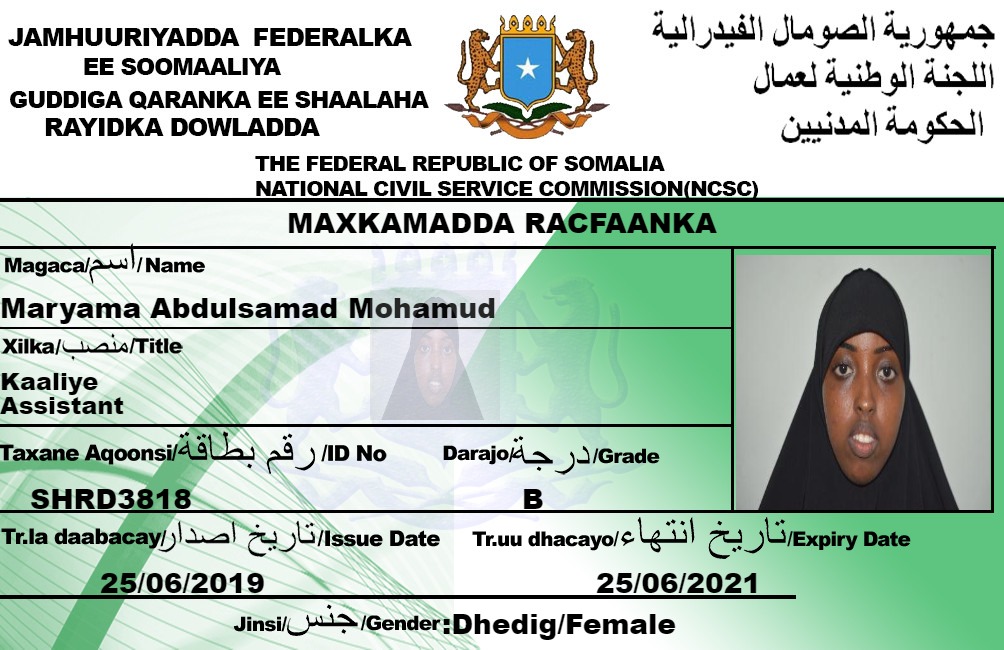 JAMHUURIYADDA FEDERALKA
EE SOOMAALIYA
GUDDIGA QARANKA EE SHAALAHA
RAYIDKA DOWLADDA
جمهورية الصومال الفيدرالية
اللجنة الوطنية لعمال
الحكومة المدنيين
THE FEDERAL REPUBLIC OF SOMALIA
NATIONAL CIVIL SERVICE COMMISSION(NCSC)
MAXKAMADDA RACFAANKA
Magaca/اسم/Name
Maryama Abdulsamad Mohamud
Xilka/منصب/Title
Kaaliye
Assistant
Taxane Aqoonsi/رقم بطاقة/ID No Darajo/درجة/Grade
SHRD3818 B
Tr.la daabacay/تاريخ اصدار/Issue Date Tr.uu dhacayo/تاريخ انتهاء/Expiry Date
25/06/2019 25/06/2021
Jinsi/جنس/Gender:Dhedig/Female